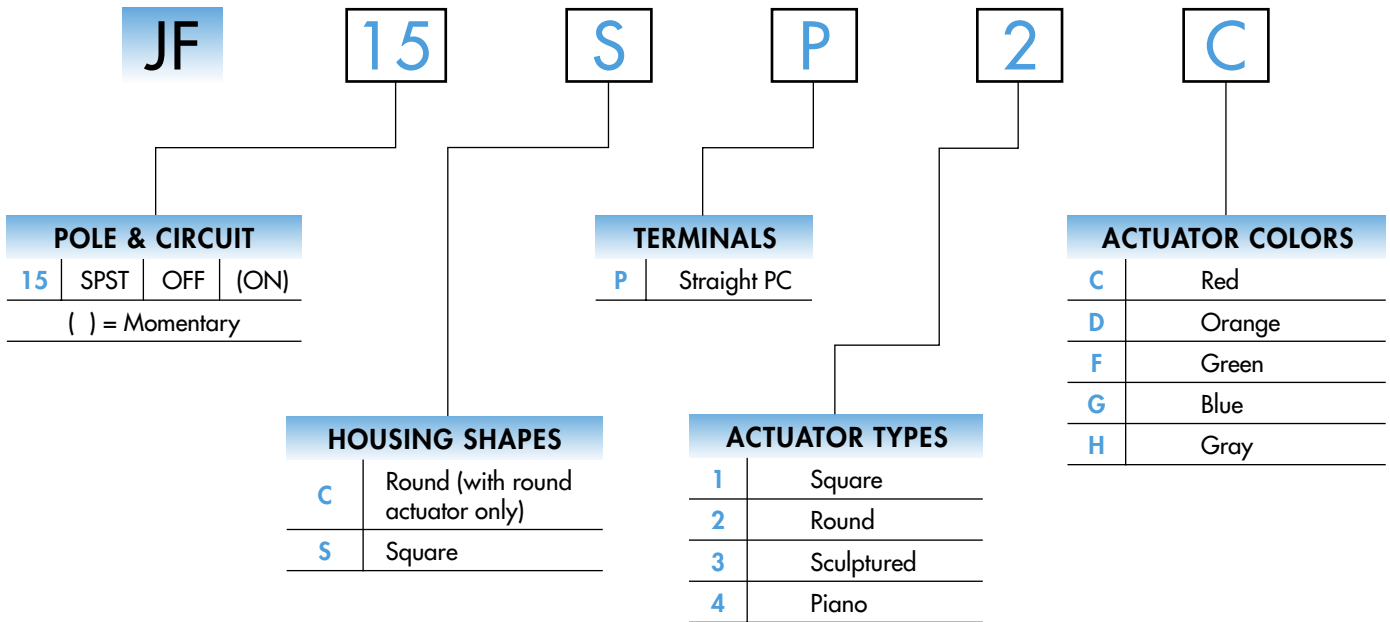 JF 15 S P 2 C
POLE & CIRCUIT
15 SPST OFF (ON)
( ) = Momentary
HOUSING SHAPES
C Round (with round
actuator only)
S Square
TERMINALS
P Straight PC
ACTUATOR TYPES
1 Square
2 Round
3 Sculptured
4 Piano
ACTUATOR COLORS
C Red
D Orange
F Green
G Blue
H Gray